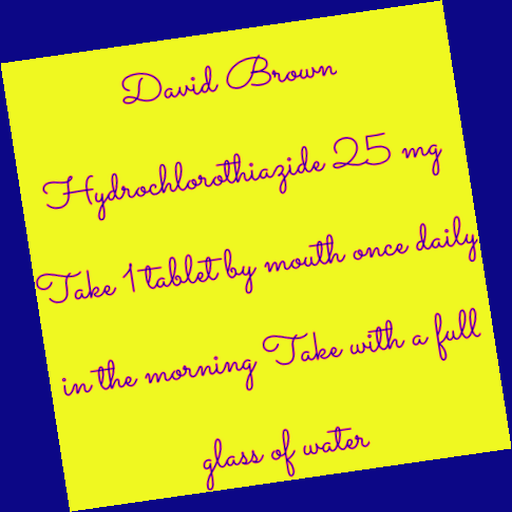 David Brown
Hydrochlorothiazide 25 mg
Take 1 tablet by mouth once daily
in the morning Take with a full
glass of water